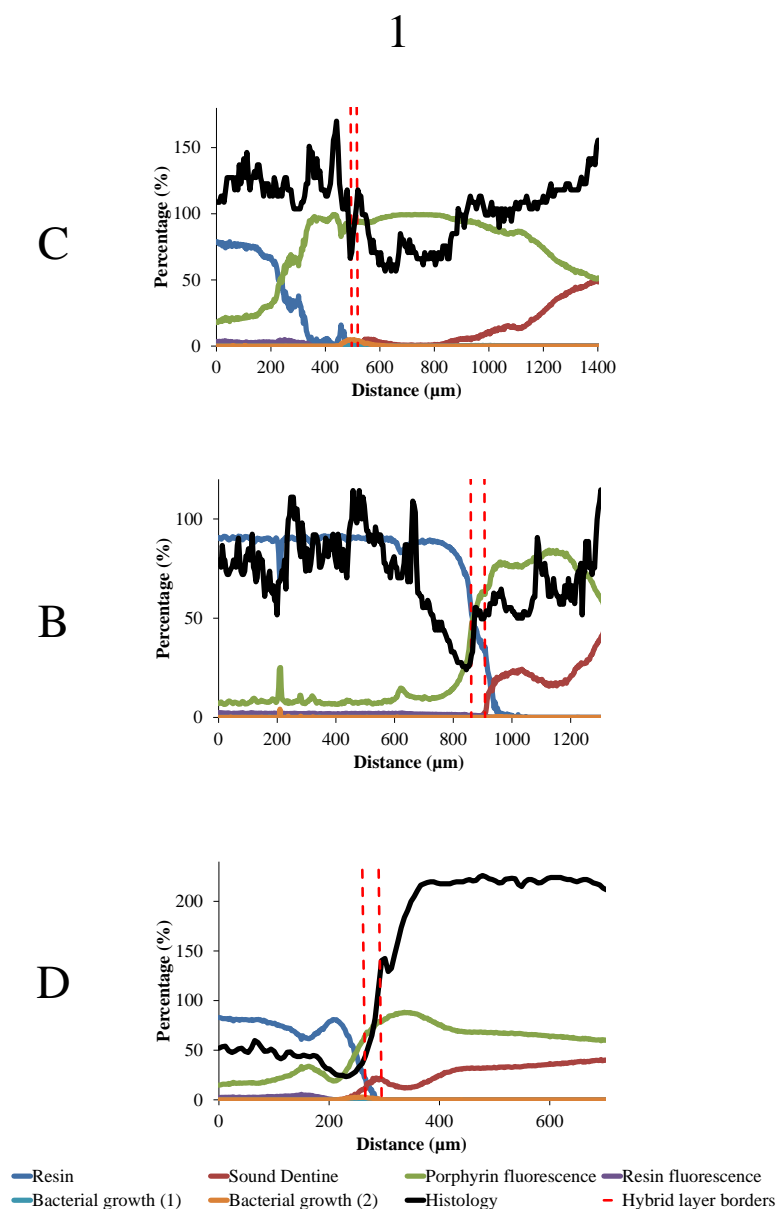 1
C
Percentage (%)
150
100
50
0
0 200 400 600 800 1000 1200 1400
Distance (µm)
B
Percentage (%)
100
50
0
0 200 400 600 800 1000 1200
Distance (µm)
D
Percentage (%)
200
150
100
50
0
0 200 400 600
Distance (µm)
Resin Sound Dentine Porphyrin fluorescence Resin fluorescence
Bacterial growth (1) Bacterial growth (2) Histology Hybrid layer borders